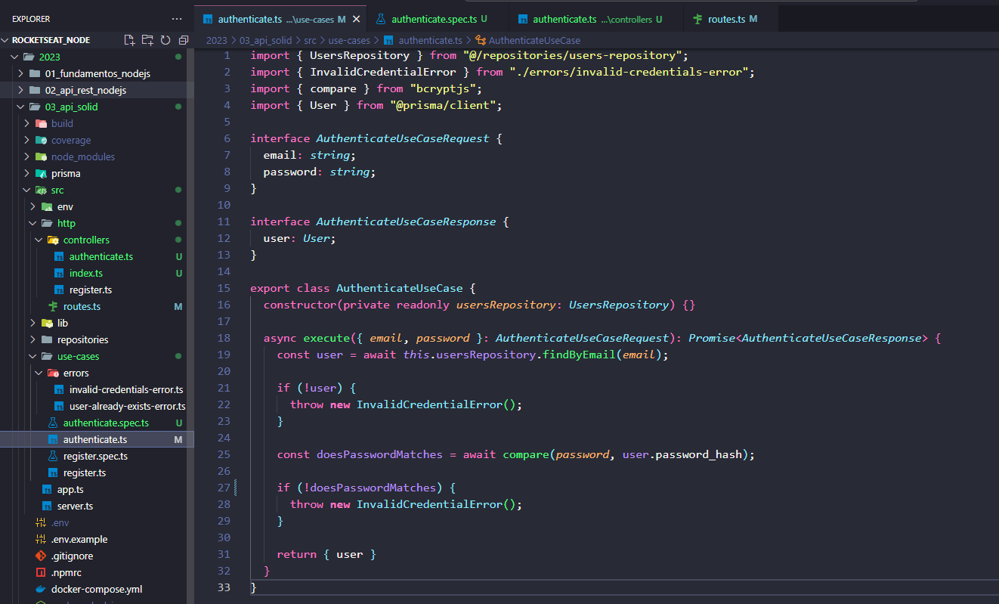 EXPLORER ...
ROCKETSEAT_NODE
2023
01_fundamentos_nodejs
02_api_rest_nodejs
03_api_solid
build
coverage
node_modules
prisma
src
env
http
controllers
authenticate.ts U
index.ts U
register.ts
routes.ts M
lib
repositories
use-cases
errors
invalid-credentials-error.ts
user-already-exists-error.ts
authenticate.spec.ts U
authenticate.ts M
register.spec.ts
register.ts
app.ts
server.ts
.env
.env.example
.gitignore
.npmrc
docker-compose.yml
authenticate.ts ...\use-cases M authenticate.spec.ts U authenticate.ts ...\controllers U routes.ts M
2023 > 03_api_solid > src > use-cases > authenticate.ts > AuthenticateUseCase
1 import { UsersRepository } from "@/repositories/users-repository";
2 import { InvalidCredentialError } from "./errors/invalid-credentials-error";
3 import { compare } from "bcryptjs";
4 import { User } from "@prisma/client";
5
6 interface AuthenticateUseCaseRequest {
7 email: string;
8 password: string;
9 }
10
11 interface AuthenticateUseCaseResponse {
12 user: User;
13 }
14
15 export class AuthenticateUseCase {
16 constructor(private readonly usersRepository: UsersRepository) {}
17
18 async execute({ email, password }: AuthenticateUseCaseRequest): Promise<AuthenticateUseCaseResponse> {
19 const user = await this.usersRepository.findByEmail(email);
20
21 if (!user) {
22 throw new InvalidCredentialError();
23 }
24
25 const doesPasswordMatches = await compare(password, user.password_hash);
26
27 if (!doesPasswordMatches) {
28 throw new InvalidCredentialError();
29 }
30
31 return { user }
32 }
33 }